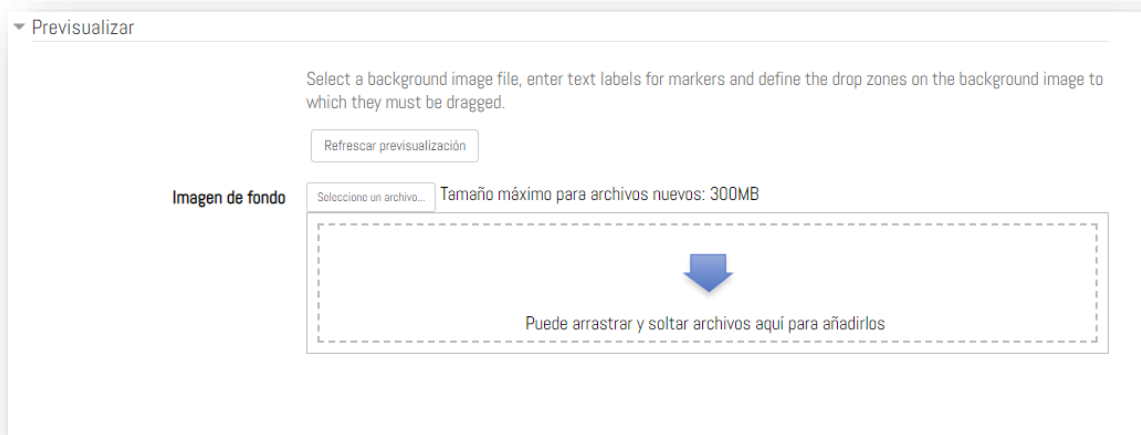 Previsualizar
Select a background image file, enter text labels for markers and define the drop zones on the background image to
which they must be dragged.
Refrescar previsualización
Imagen de fondo
Seleccione un archivo... Tamaño máximo para archivos nuevos: 300MB
Puede arrastrar y soltar archivos aquí para añadirlos